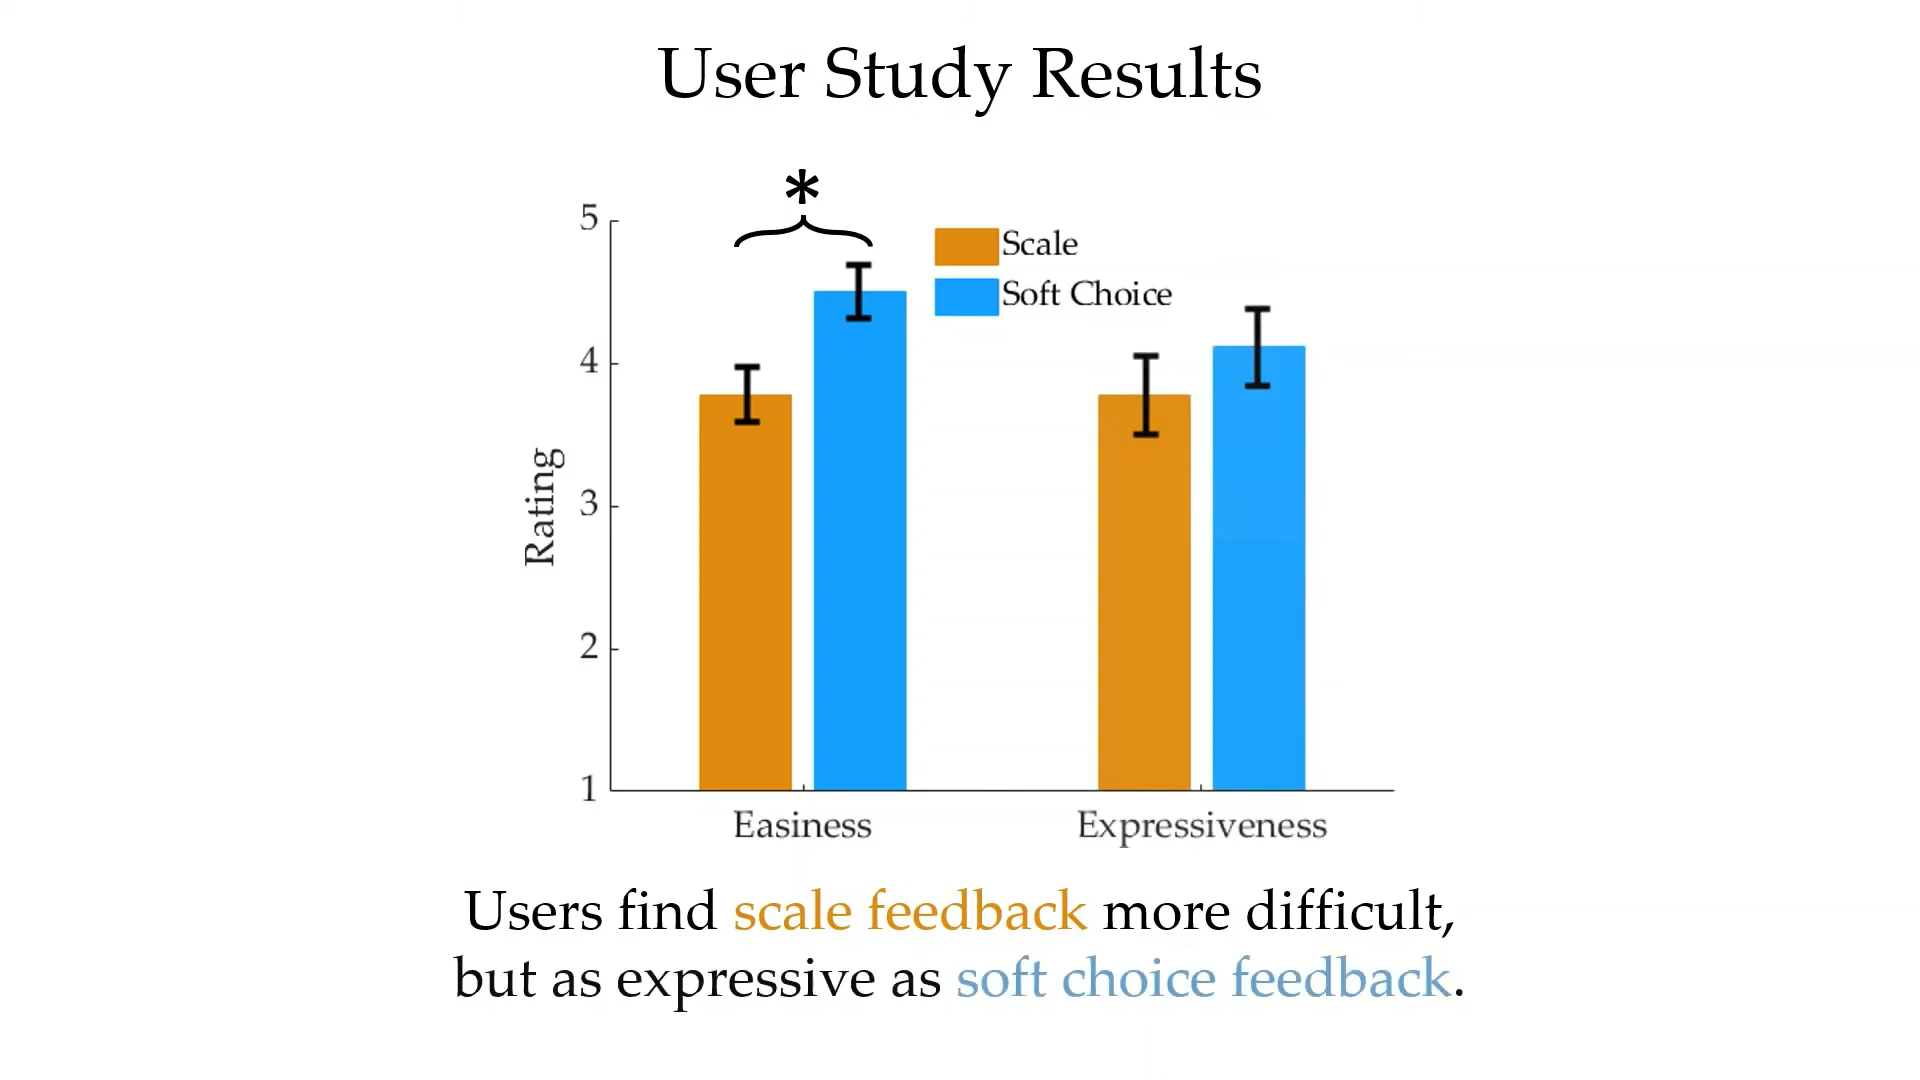 User Study Results
*
5
4
3
2
1
Rating
Scale
Soft Choice
Easiness
Expressiveness
Users find scale feedback more difficult,
but as expressive as soft choice feedback.